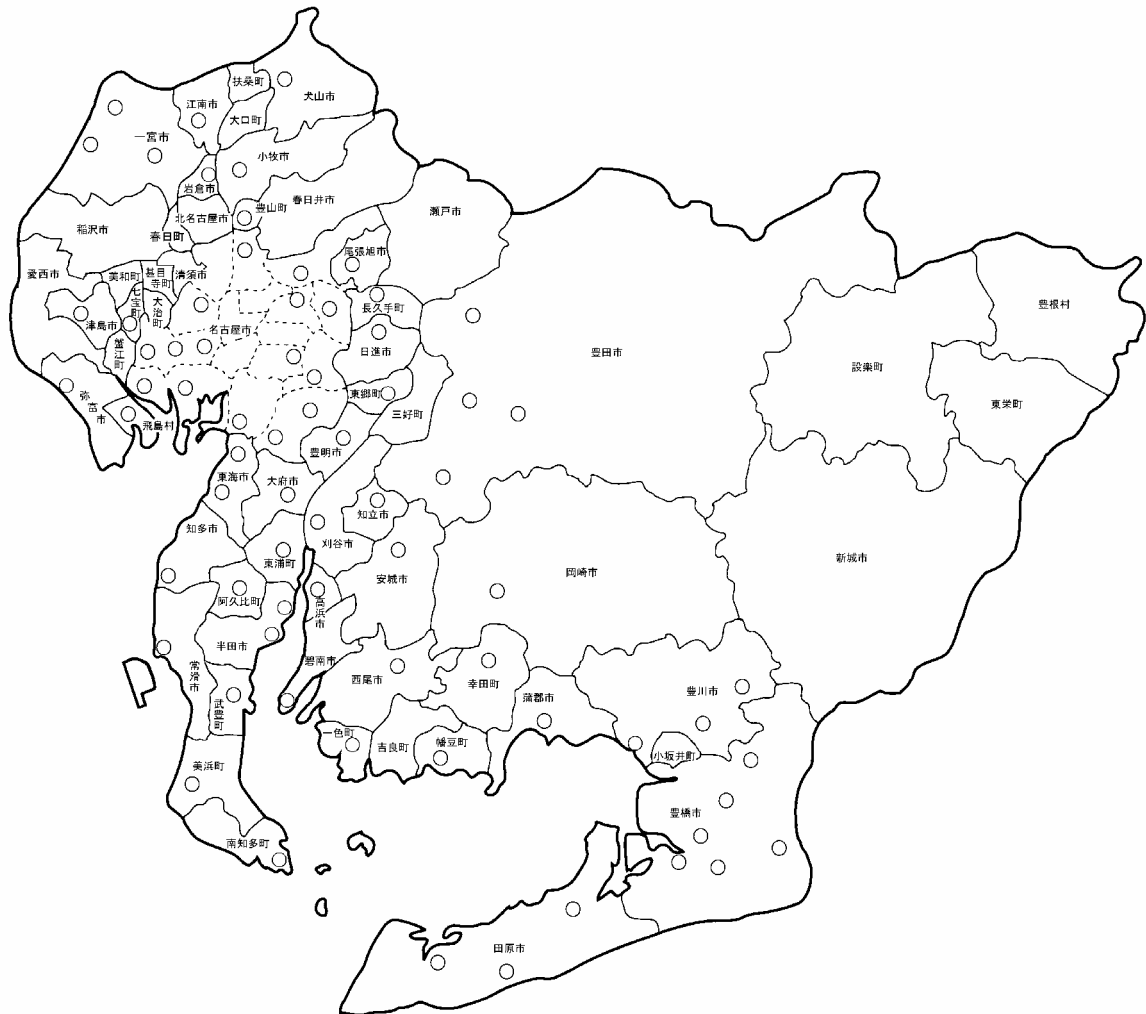 扶桑町
犬山市
江南市
大口町
一宮市
小牧市
岩倉市
春日井市
豊山町
瀬戸市
北名古屋市
稲沢市
春日町
尾張旭市
愛西市
美和町
甚目寺町
清須市
七宝町
大治町
長久手町
豊根村
津島市
名古屋市
蟹江町
日進市
豊田市
設楽町
東郷町
弥富市
三好町
東栄町
飛島村
豊明市
東海市
大府市
知立市
知多市
刈谷市
新城市
東浦町
安城市
岡崎市
阿久比町
高浜市
半田市
碧南市
西尾市
幸田町
常滑市
豊川市
蒲郡市
武豊町
一色町
吉良町
幡豆町
小坂井町
美浜町
豊橋市
南知多町
田原市